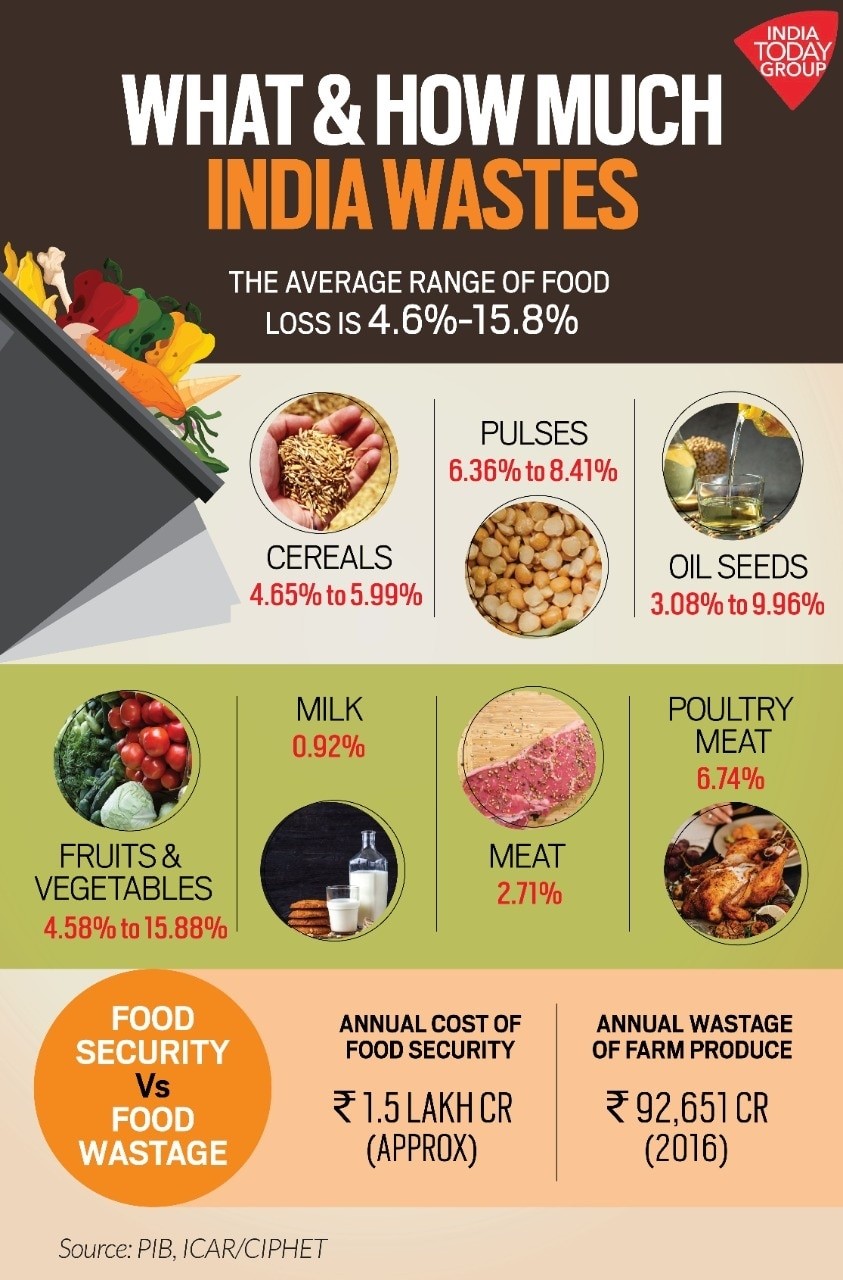 INDIA
TODAY
GROUP
WHAT & HOW MUCH
INDIA WASTES
THE AVERAGE RANGE OF FOOD
LOSS IS 4.6%-15.8%
CEREALS
4.65% to 5.99%
PULSES
6.36% to 8.41%
OIL SEEDS
3.08% to 9.96%
FRUITS &
VEGETABLES
4.58% to 15.88%
MILK
0.92%
MEAT
2.71%
POULTRY
MEAT
6.74%
FOOD
SECURITY
Vs
FOOD
WASTAGE
ANNUAL COST OF
FOOD SECURITY
₹ 1.5 LAKH CR
(APPROX)
ANNUAL WASTAGE
OF FARM PRODUCE
₹ 92,651 CR
(2016)
Source: PIB, ICAR/CIPHET